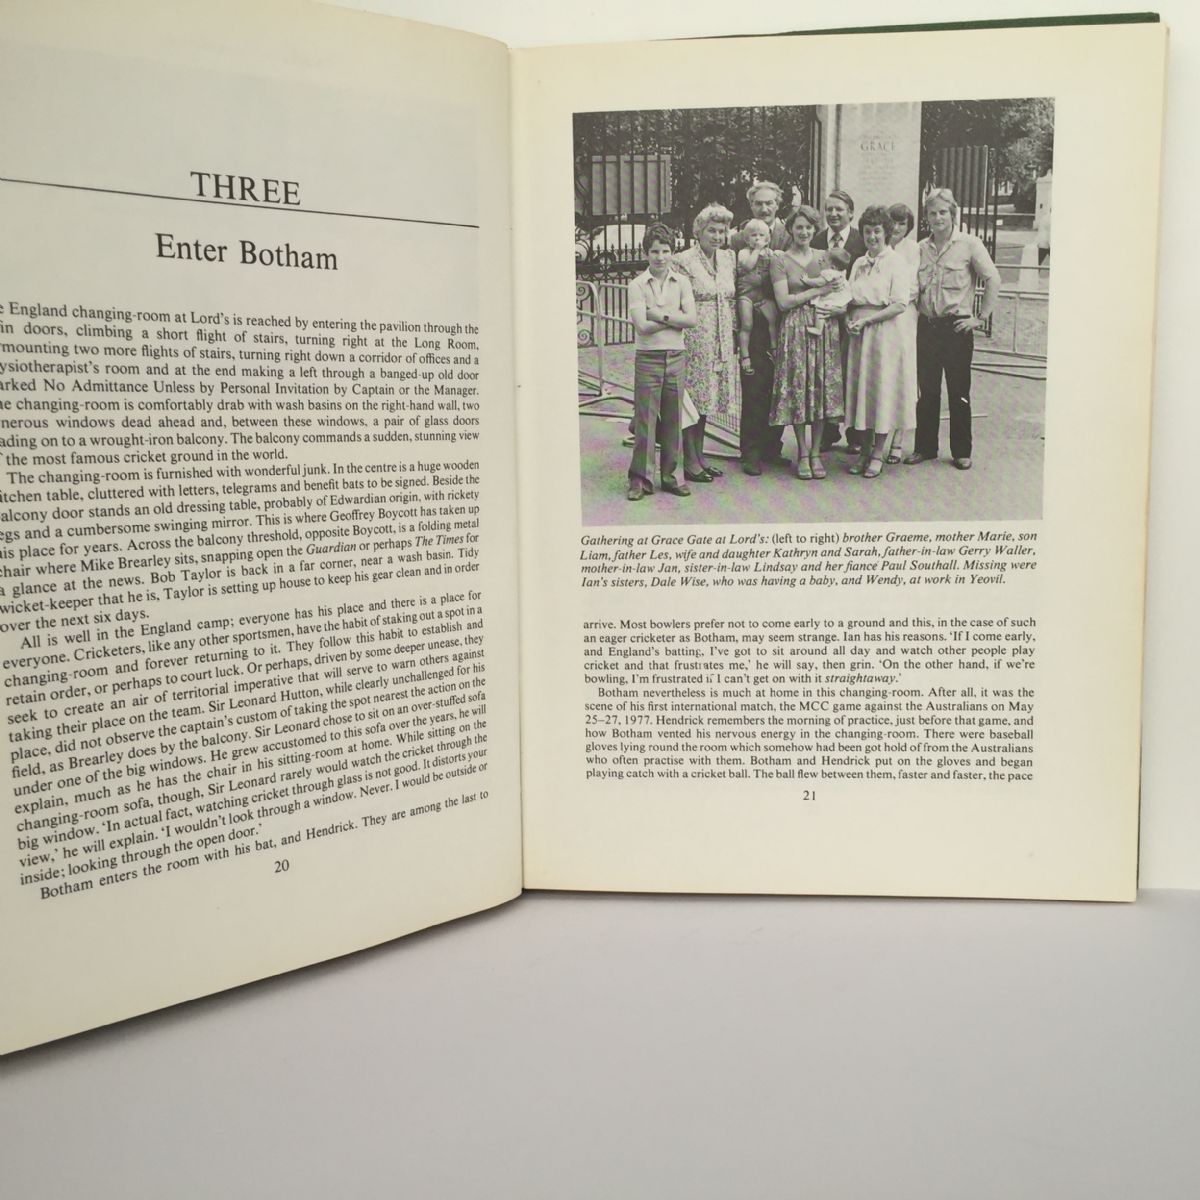 THREE
Enter Botham
e England changing-room at Lord's is reached by entering the pavilion through the
in doors, climbing a short flight of stairs, turning right at the Long Room,
mounting two more flights of stairs, turning right down a corridor of offices and a
ysiotherapist's room and at the end making a left through a banged-up old door
arked No Admittance Unless by Personal Invitation by Captain or the Manager.
he changing-room is comfortably drab with wash basins on the right-hand wall, two
nerous windows dead ahead and, between these windows, a pair of glass doors
ading on to a wrought-iron balcony. The balcony commands a sudden, stunning view
f the most famous cricket ground in the world.
The changing-room is furnished with wonderful junk. In the centre is a huge wooden
itchen table, cluttered with letters, telegrams and benefit bats to be signed. Beside the
alcony door stands an old dressing table, probably of Edwardian origin, with rickety
egs and a cumbersome swinging mirror. This is where Geoffrey Boycott has taken up
his place for years. Across the balcony threshold, opposite Boycott, is a folding metal
chair where Mike Brearley sits, snapping open the Guardian or perhaps The Times for
a glance at the news. Bob Taylor is back in a far corner, near a wash basin. Tidy
wicket-keeper that he is, Taylor is setting up house to keep his gear clean and in order
over the next six days.
All is well in the England camp; everyone has his place and there is a place for
everyone. Cricketers, like any other sportsmen, have the habit of staking out a spot in a
changing-room and forever returning to it. They follow this habit to establish and
retain order, or perhaps to court luck. Or perhaps, driven by some deeper unease, they
seek to create an air of territorial imperative that will serve to warn others against
taking their place on the team. Sir Leonard Hutton, while clearly unchallenged for his
place, did not observe the captain's custom of taking the spot nearest the action on the
field, as Brearley does by the balcony. Sir Leonard chose to sit on an over-stuffed sofa
under one of the big windows. He grew accustomed to this sofa over the years, he will
explain, much as he has the chair in his sitting-room at home. While sitting on the
changing-room sofa, though, Sir Leonard rarely would watch the cricket through the
big window. 'In actual fact, watching cricket through glass is not good. It distorts your
view,' he will explain. 'I wouldn't look through a window. Never. I would be outside or
inside; looking through the open door.'
Botham enters the room with his bat, and Hendrick. They are among the last to
20
GRACE
Gathering at Grace Gate at Lord's: (left to right) brother Graeme, mother Marie, son
Liam, father Les, wife and daughter Kathryn and Sarah, father-in-law Gerry Waller,
mother-in-law Jan, sister-in-law Lindsay and her fiancé Paul Southall. Missing were
Ian's sisters, Dale Wise, who was having a baby, and Wendy, at work in Yeovil.
arrive. Most bowlers prefer not to come early to a ground and this, in the case of such
an eager cricketer as Botham, may seem strange. Ian has his reasons. 'If I come early,
and England's batting, I've got to sit around all day and watch other people play
cricket and that frustrates me,' he will say, then grin. 'On the other hand, if we're
bowling, I'm frustrated if I can't get on with it straightaway.'
Botham nevertheless is much at home in this changing-room. After all, it was the
scene of his first international match, the MCC game against the Australians on May
25–27, 1977. Hendrick remembers the morning of practice, just before that game, and
how Botham vented his nervous energy in the changing-room. There were baseball
gloves lying round the room which somehow had been got hold of from the Australians
who often practise with them. Botham and Hendrick put on the gloves and began
playing catch with a cricket ball. The ball flew between them, faster and faster, the pace
21